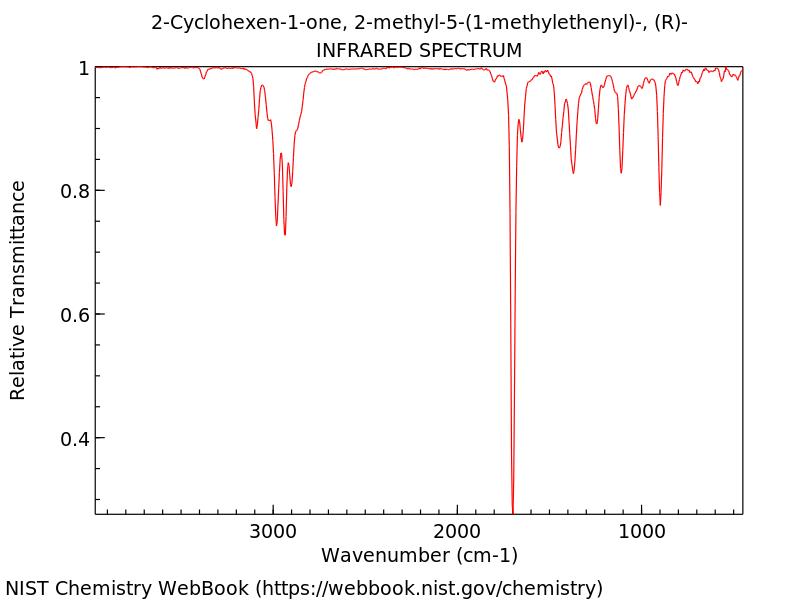 2-Cyclohexen-1-one, 2-methyl-5-(1-methylethenyl)-, (R)-
INFRARED SPECTRUM
1
0.8
0.6
0.4
Relative Transmittance
3000 2000 1000
Wavenumber (cm-1)
NIST Chemistry WebBook (https://webbook.nist.gov/chemistry)